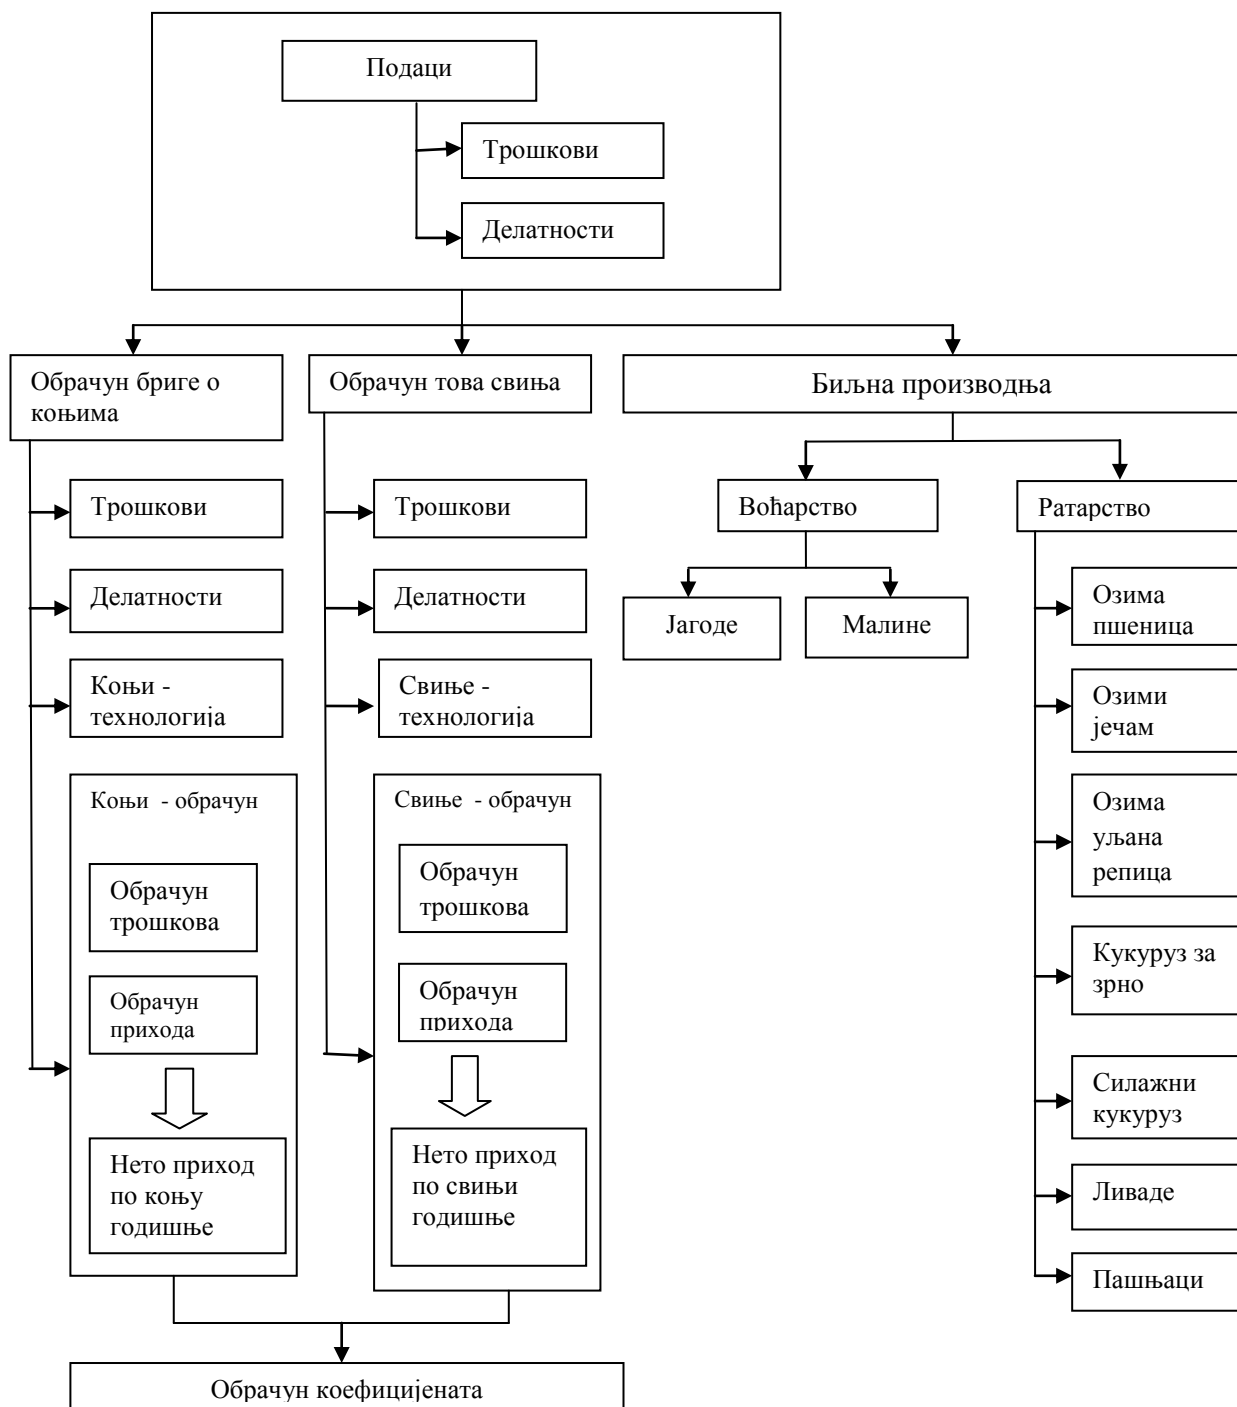 Подаци
Трошкови
Делатности
Обрачун бриге о
коњима
Трошкови
Делатности
Коњи -
технологија
Коњи - обрачун
Обрачун
трошкова
Обрачун
прихода
Нето приход
по коњу
годишње
Обрачун това свиња
Трошкови
Делатности
Свиње -
технологија
Свиње - обрачун
Обрачун
трошкова
Обрачун
прихода
Нето приход
по свињи
годишње
Биљна производња
Воћарство
Јагоде
Малине
Ратарство
Озима
пшеница
Озими
јечам
Озима
уљана
репица
Кукуруз за
зрно
Силажни
кукуруз
Ливаде
Пашњаци
Обрачун коефицијената